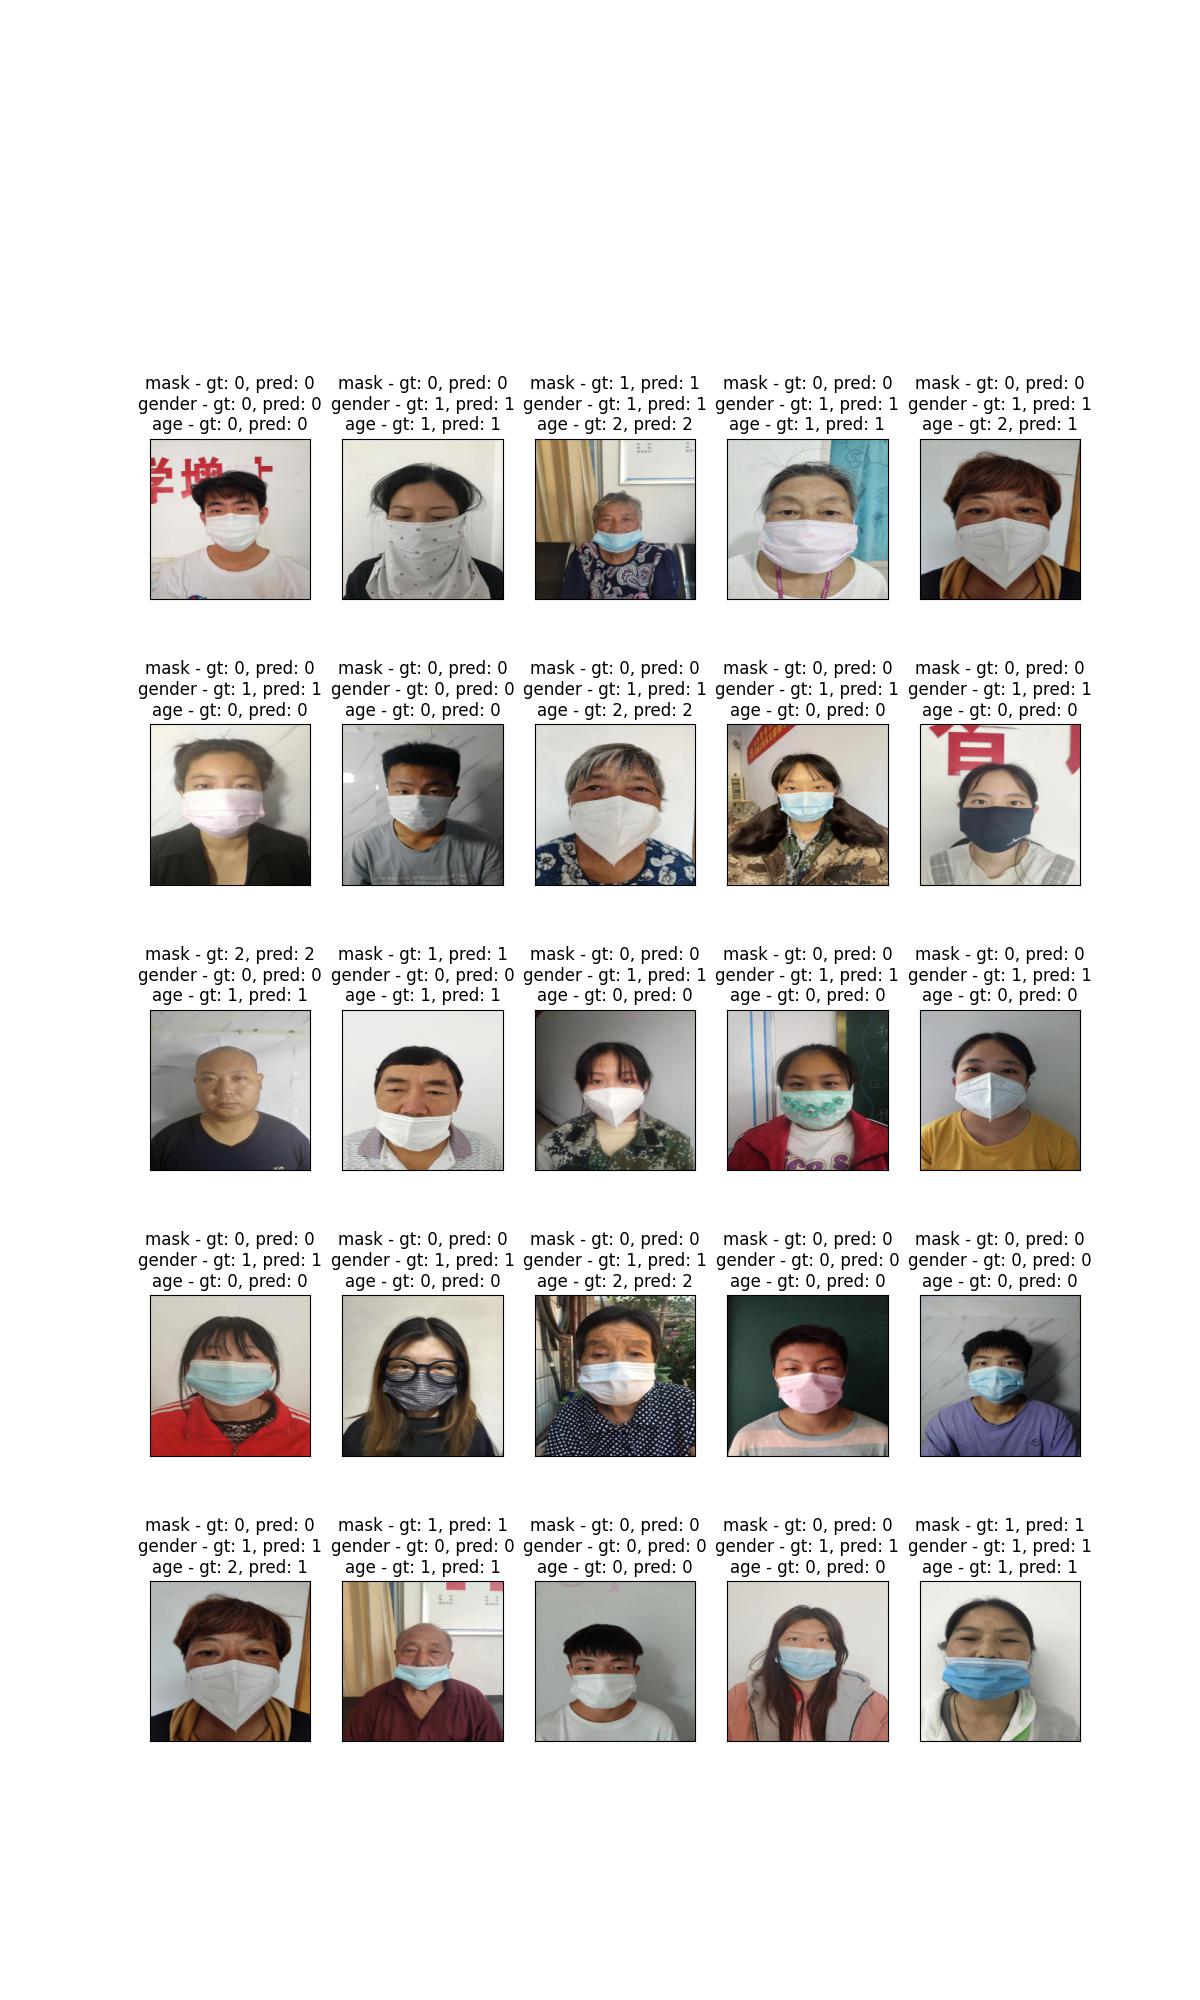 mask - gt: 0, pred: 0
gender - gt: 0, pred: 0
age - gt: 0, pred: 0
mask - gt: 0, pred: 0
gender - gt: 1, pred: 1
age - gt: 1, pred: 1
mask - gt: 1, pred: 1
gender - gt: 1, pred: 1
age - gt: 2, pred: 2
mask - gt: 0, pred: 0
gender - gt: 1, pred: 1
age - gt: 1, pred: 1
mask - gt: 0, pred: 0
gender - gt: 1, pred: 1
age - gt: 2, pred: 1
学增
mask - gt: 0, pred: 0
gender - gt: 1, pred: 1
age - gt: 0, pred: 0
mask - gt: 0, pred: 0
gender - gt: 0, pred: 0
age - gt: 0, pred: 0
mask - gt: 0, pred: 0
gender - gt: 1, pred: 1
age - gt: 2, pred: 2
mask - gt: 0, pred: 0
gender - gt: 1, pred: 1
age - gt: 0, pred: 0
mask - gt: 0, pred: 0
gender - gt: 1, pred: 1
age - gt: 0, pred: 0
mask - gt: 2, pred: 2
gender - gt: 0, pred: 0
age - gt: 1, pred: 1
mask - gt: 1, pred: 1
gender - gt: 0, pred: 0
age - gt: 1, pred: 1
mask - gt: 0, pred: 0
gender - gt: 1, pred: 1
age - gt: 0, pred: 0
mask - gt: 0, pred: 0
gender - gt: 1, pred: 1
age - gt: 0, pred: 0
mask - gt: 0, pred: 0
gender - gt: 1, pred: 1
age - gt: 0, pred: 0
mask - gt: 0, pred: 0
gender - gt: 1, pred: 1
age - gt: 0, pred: 0
mask - gt: 0, pred: 0
gender - gt: 1, pred: 1
age - gt: 0, pred: 0
mask - gt: 0, pred: 0
gender - gt: 1, pred: 1
age - gt: 2, pred: 2
mask - gt: 0, pred: 0
gender - gt: 0, pred: 0
age - gt: 0, pred: 0
mask - gt: 0, pred: 0
gender - gt: 0, pred: 0
age - gt: 0, pred: 0
mask - gt: 0, pred: 0
gender - gt: 1, pred: 1
age - gt: 2, pred: 1
mask - gt: 1, pred: 1
gender - gt: 0, pred: 0
age - gt: 1, pred: 1
mask - gt: 0, pred: 0
gender - gt: 0, pred: 0
age - gt: 0, pred: 0
mask - gt: 0, pred: 0
gender - gt: 1, pred: 1
age - gt: 0, pred: 0
mask - gt: 1, pred: 1
gender - gt: 1, pred: 1
age - gt: 1, pred: 1